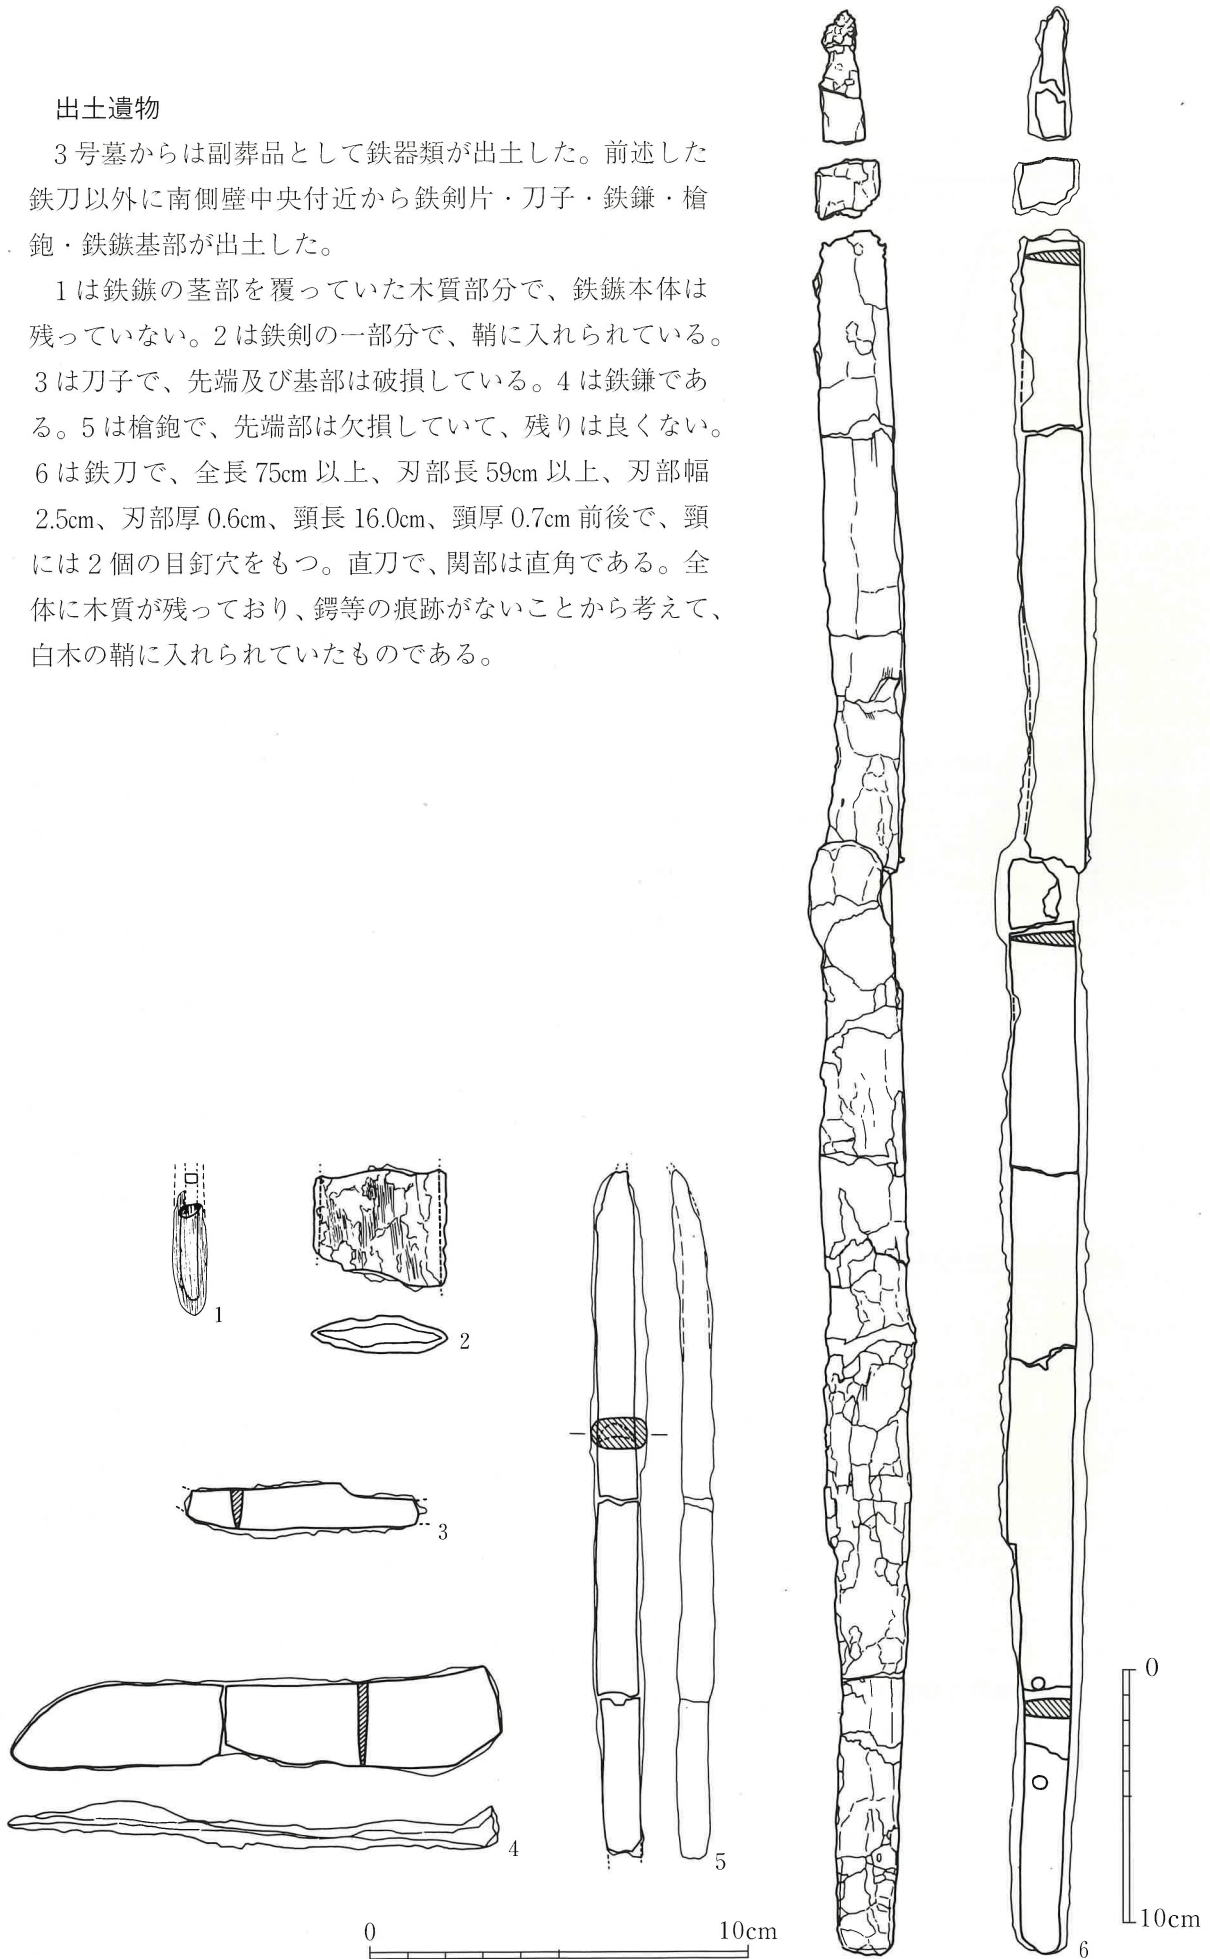 出土遺物
3号墓からは副葬品として鉄器類が出土した。前述した
鉄刀以外に南側壁中央付近から鉄剣片・刀子・鉄鎌・槍
鉋・鉄鏃基部が出土した。
1は鉄鏃の茎部を覆っていた木質部分で、鉄鏃本体は
残っていない。2は鉄剣の一部分で、鞘に入れられている。
3は刀子で、先端及び基部は破損している。4は鉄鎌であ
る。5は槍鉋で、先端部は欠損していて、残りは良くない。
6は鉄刀で、全長75cm以上、刃部長59cm以上、刃部幅
2.5cm、刃部厚0.6cm、頸長16.0cm、頸厚0.7cm前後で、頸
には2個の目釘穴をもつ。直刀で、関部は直角である。全
体に木質が残っており、鍔等の痕跡がないことから考えて、
白木の鞘に入れられていたものである。
1
2
3
4
5
6
0
10cm
0
10cm